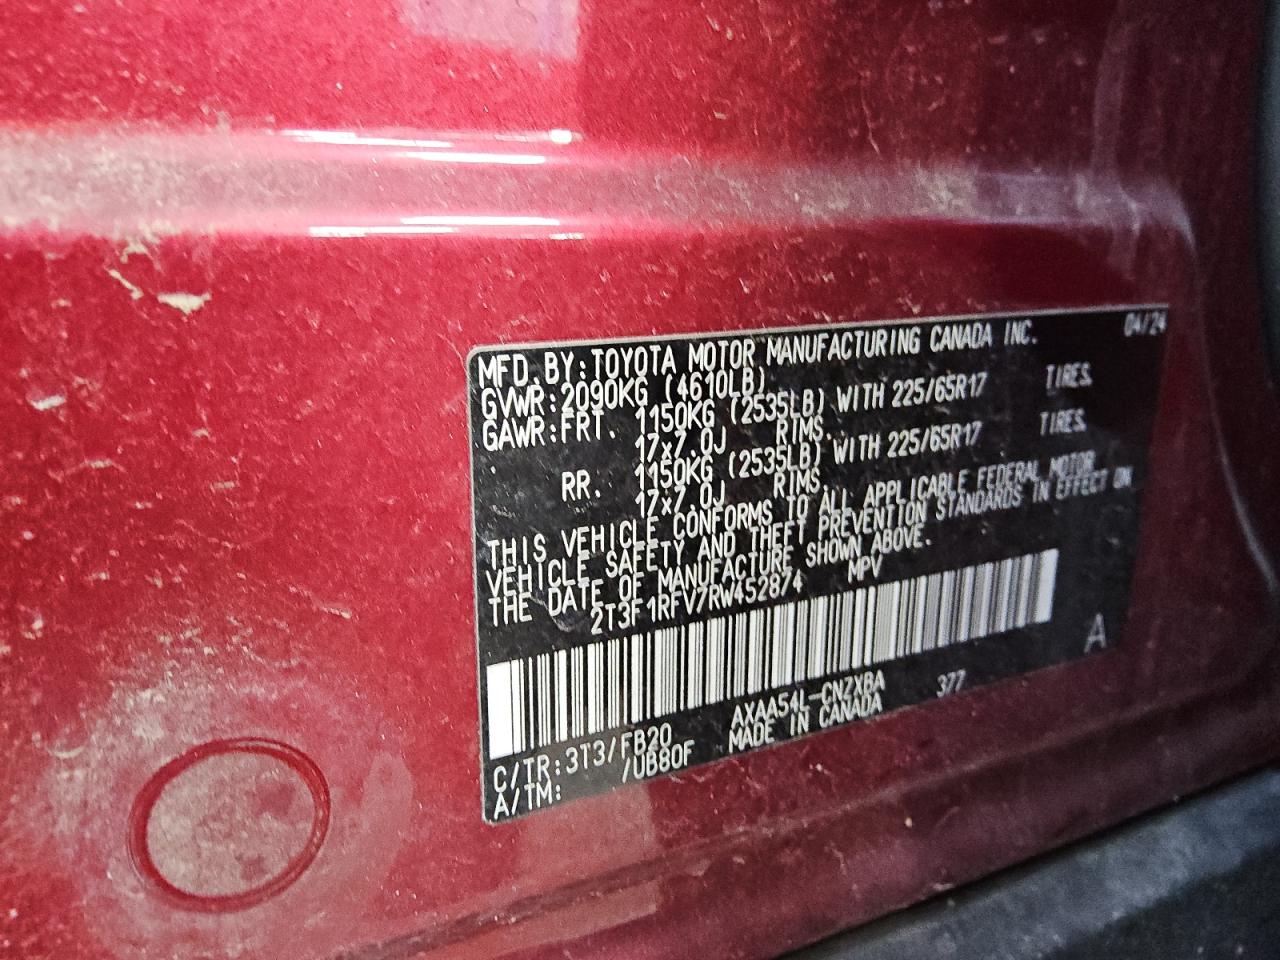 MFD. BY: TOYOTA MOTOR MANUFACTURING CANADA INC. 04/24
GVWR: 2090KG (4610LB)
GAWR: FRT. 1150KG (2535LB) WITH 225/65R17 TIRES.
17x7.0J RIMS.
RR. 1150KG (2535LB) WITH 225/65R17 TIRES.
17x7.0J RIMS.
THIS VEHICLE CONFORMS TO ALL APPLICABLE FEDERAL MOTOR
VEHICLE SAFETY AND THEFT PREVENTION STANDARDS IN EFFECT ON
THE DATE OF MANUFACTURE SHOWN ABOVE.
2T3F1RFV7RW452874 MPV
A
C/TR: 3T3/FB20 AXAA54L-CNZXBA 377
A/TM: /UB80F MADE IN CANADA